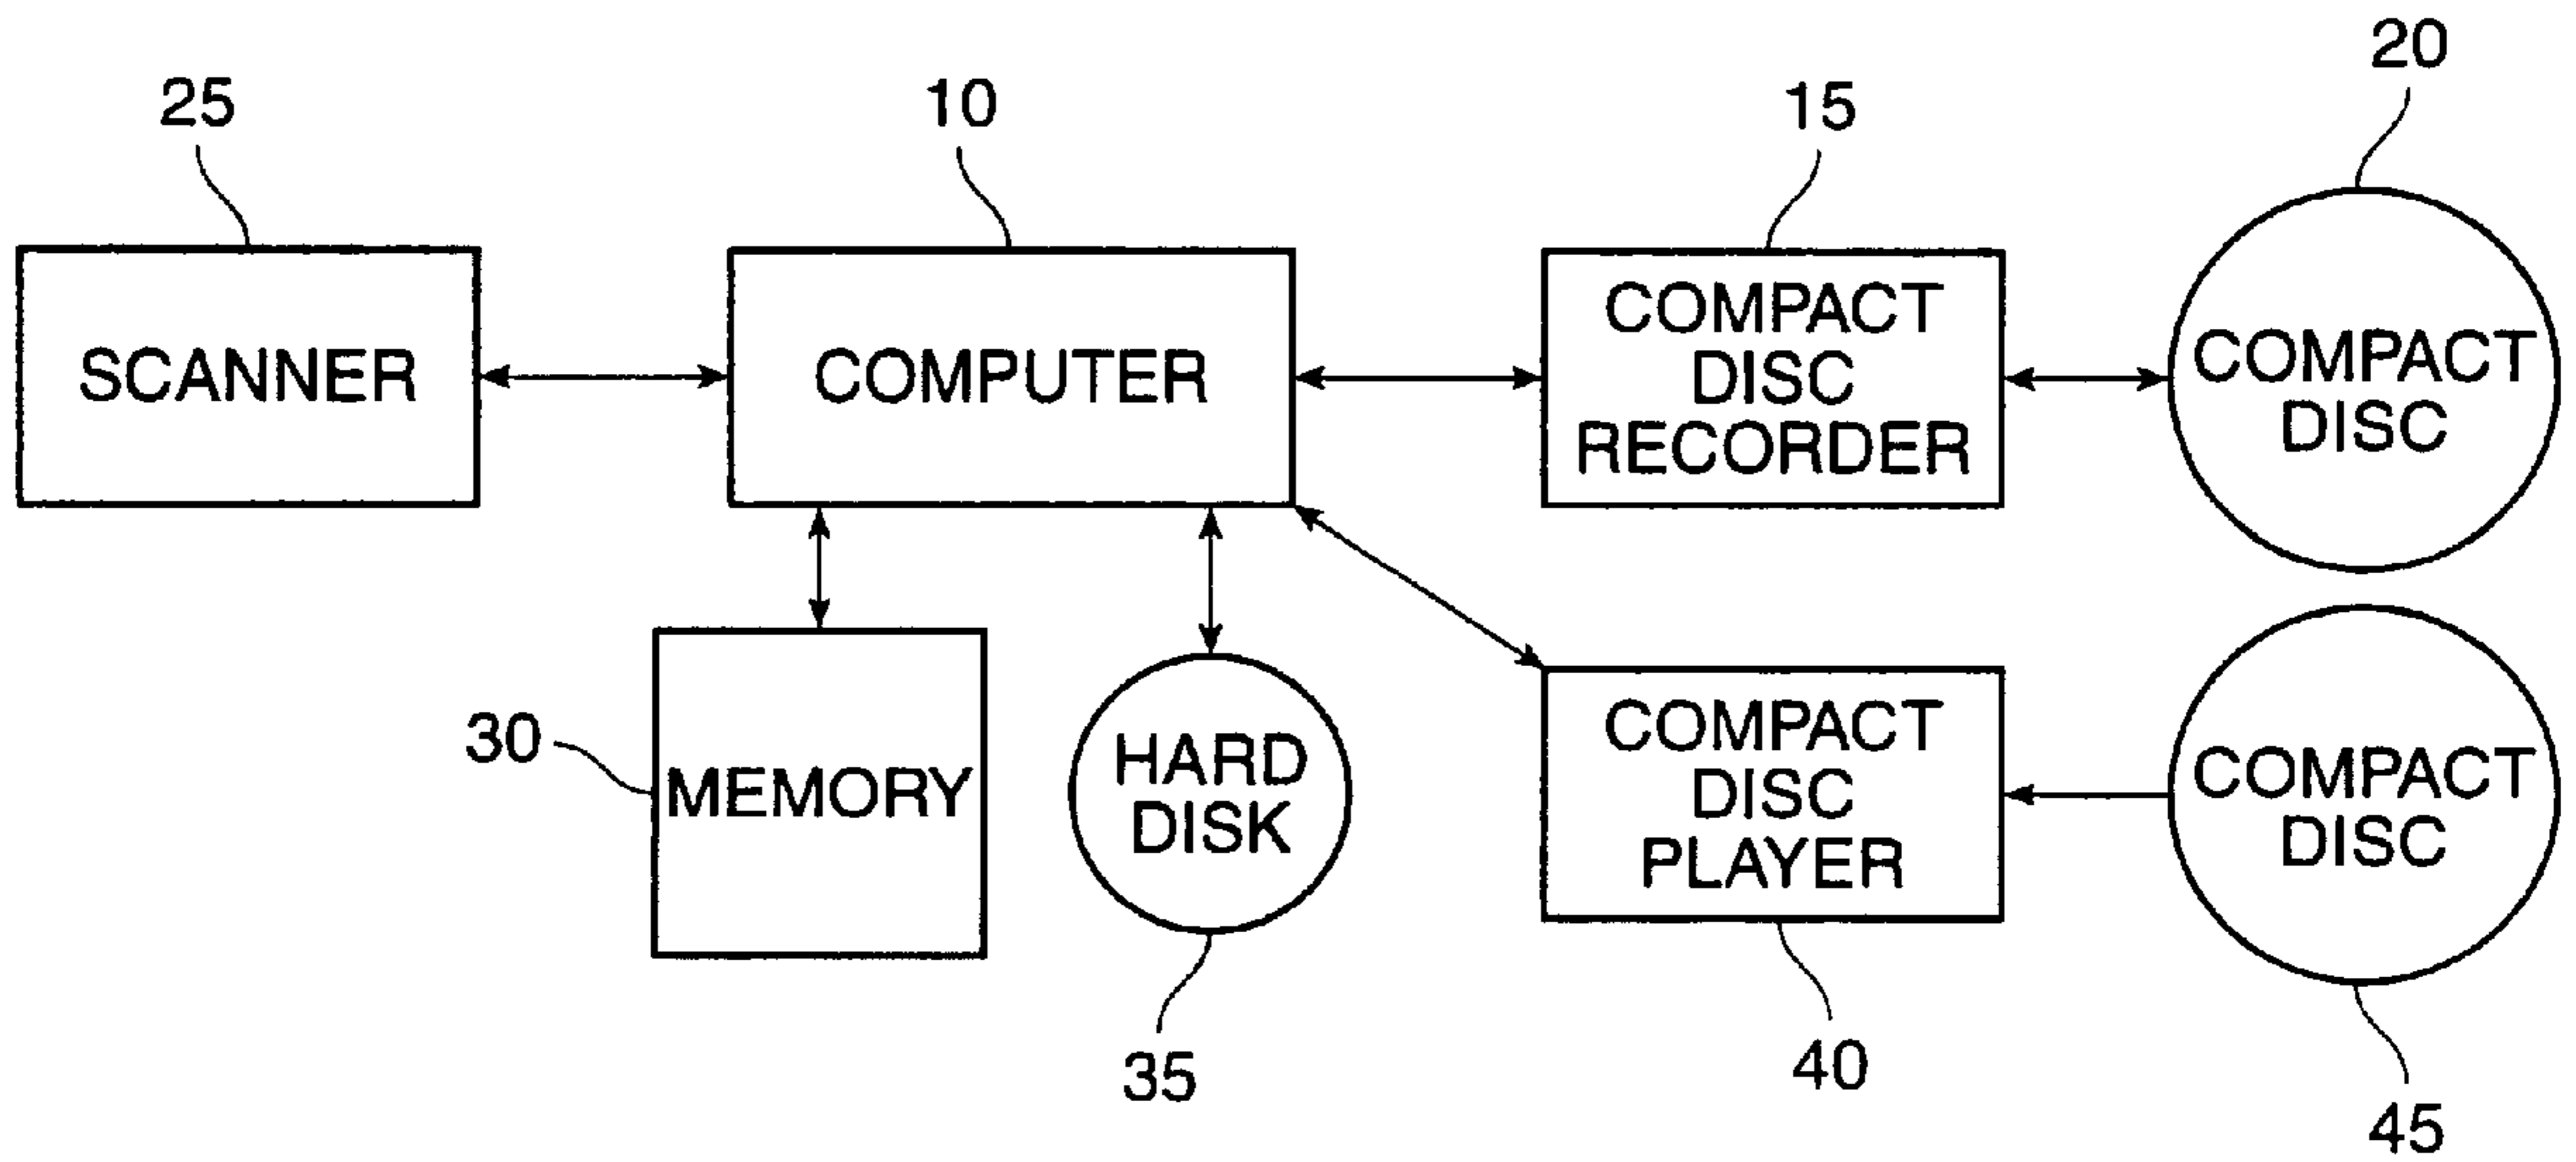 20
25
10
15
SCANNER
COMPUTER
COMPACT
DISC
RECORDER
COMPACT
DISC
30
MEMORY
HARD
DISK
COMPACT
DISC
PLAYER
COMPACT
DISC
35
40
45